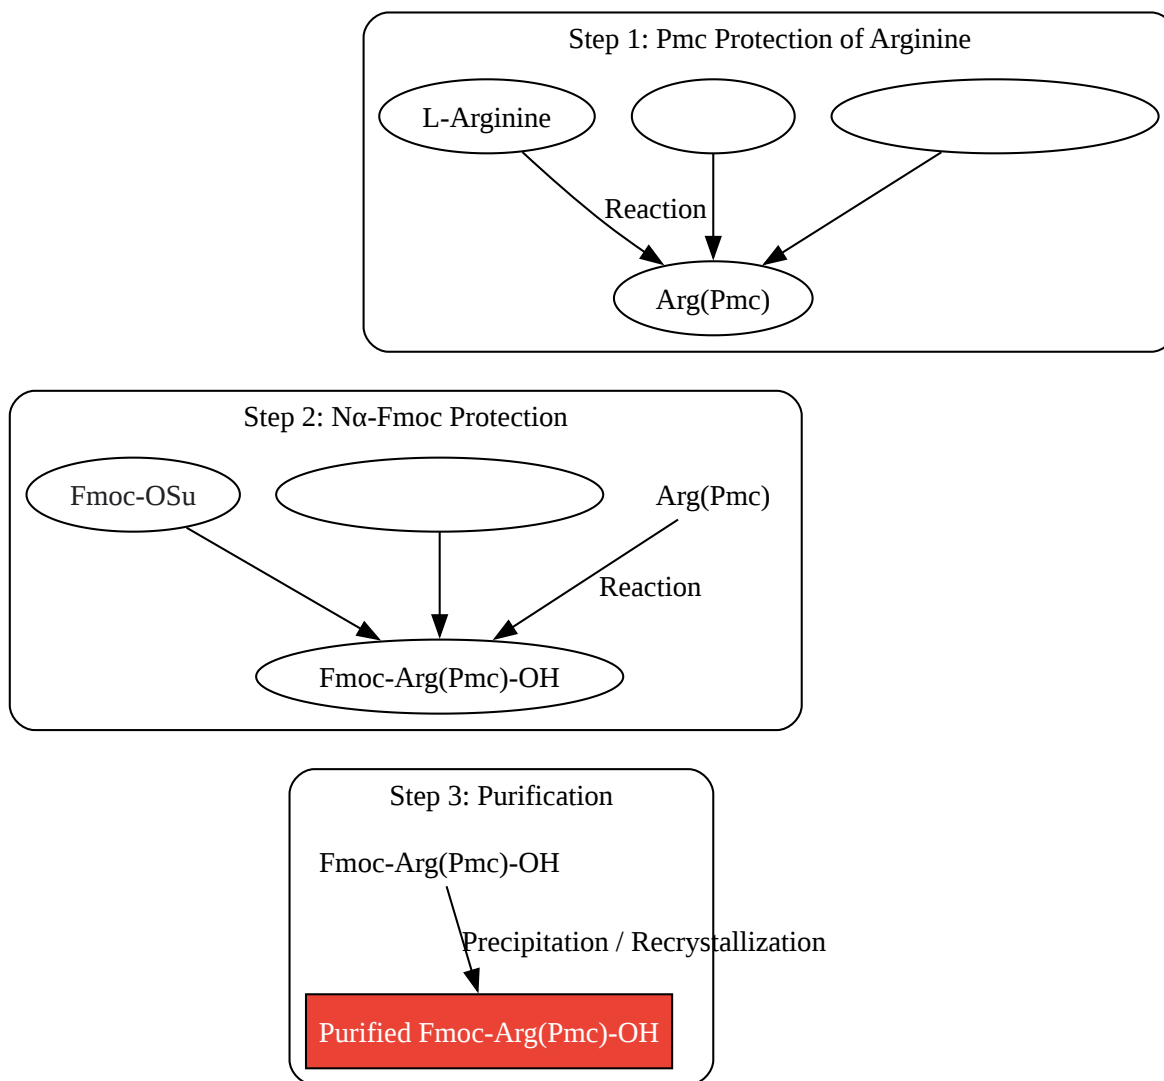 Step 1: Pmc Protection of Arginine
L-Arginine
Reaction
Arg(Pmc)
Step 2: Nα-Fmoc Protection
Fmoc-OSu
Arg(Pmc)
Reaction
Fmoc-Arg(Pmc)-OH
Step 3: Purification
Fmoc-Arg(Pmc)-OH
Precipitation / Recrystallization
Purified Fmoc-Arg(Pmc)-OH